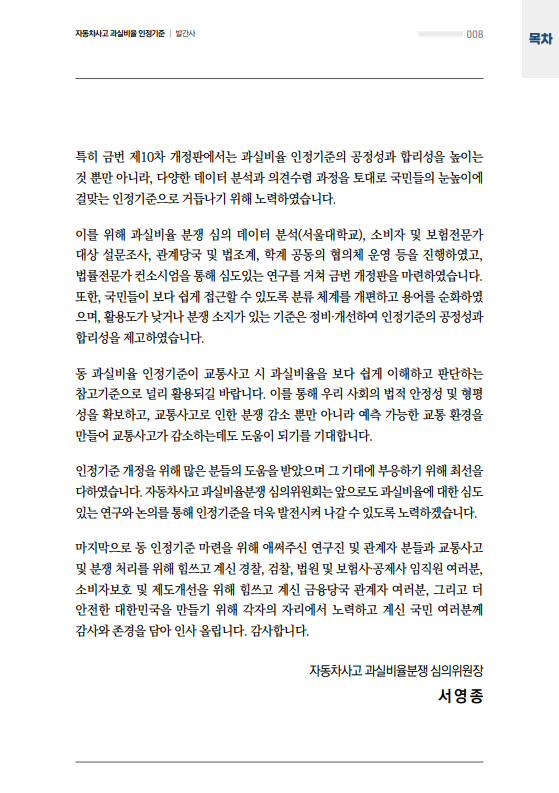 자동차사고 과실비율 인정기준 | 발간사
008
목차
특히 금번 제10차 개정판에서는 과실비율 인정기준의 공정성과 합리성을 높이는
것 뿐만 아니라, 다양한 데이터 분석과 의견수렴 과정을 토대로 국민들의 눈높이에
걸맞는 인정기준으로 거듭나기 위해 노력하였습니다.
이를 위해 과실비율 분쟁 심의 데이터 분석(서울대학교), 소비자 및 보험전문가
대상 설문조사, 관계당국 및 법조계, 학계 공동의 협의체 운영 등을 진행하였고,
법률전문가 컨소시엄을 통해 심도있는 연구를 거쳐 금번 개정판을 마련하였습니다.
또한, 국민들이 보다 쉽게 접근할 수 있도록 분류 체계를 개편하고 용어를 순화하였
으며, 활용도가 낮거나 분쟁 소지가 있는 기준은 정비·개선하여 인정기준의 공정성과
합리성을 제고하였습니다.
동 과실비율 인정기준이 교통사고 시 과실비율을 보다 쉽게 이해하고 판단하는
참고기준으로 널리 활용되길 바랍니다. 이를 통해 우리 사회의 법적 안정성 및 형평
성을 확보하고, 교통사고로 인한 분쟁 감소 뿐만 아니라 예측 가능한 교통 환경을
만들어 교통사고가 감소하는데도 도움이 되기를 기대합니다.
인정기준 개정을 위해 많은 분들의 도움을 받았으며 그 기대에 부응하기 위해 최선을
다하였습니다. 자동차사고 과실비율분쟁 심의위원회는 앞으로도 과실비율에 대한 심도
있는 연구와 논의를 통해 인정기준을 더욱 발전시켜 나갈 수 있도록 노력하겠습니다.
마지막으로 동 인정기준 마련을 위해 애써주신 연구진 및 관계자 분들과 교통사고
및 분쟁 처리를 위해 힘쓰고 계신 경찰, 검찰, 법원 및 보험사·공제사 임직원 여러분,
소비자보호 및 제도개선을 위해 힘쓰고 계신 금융당국 관계자 여러분, 그리고 더
안전한 대한민국을 만들기 위해 각자의 자리에서 노력하고 계신 국민 여러분께
감사와 존경을 담아 인사 올립니다. 감사합니다.
자동차사고 과실비율분쟁 심의위원장
서영종